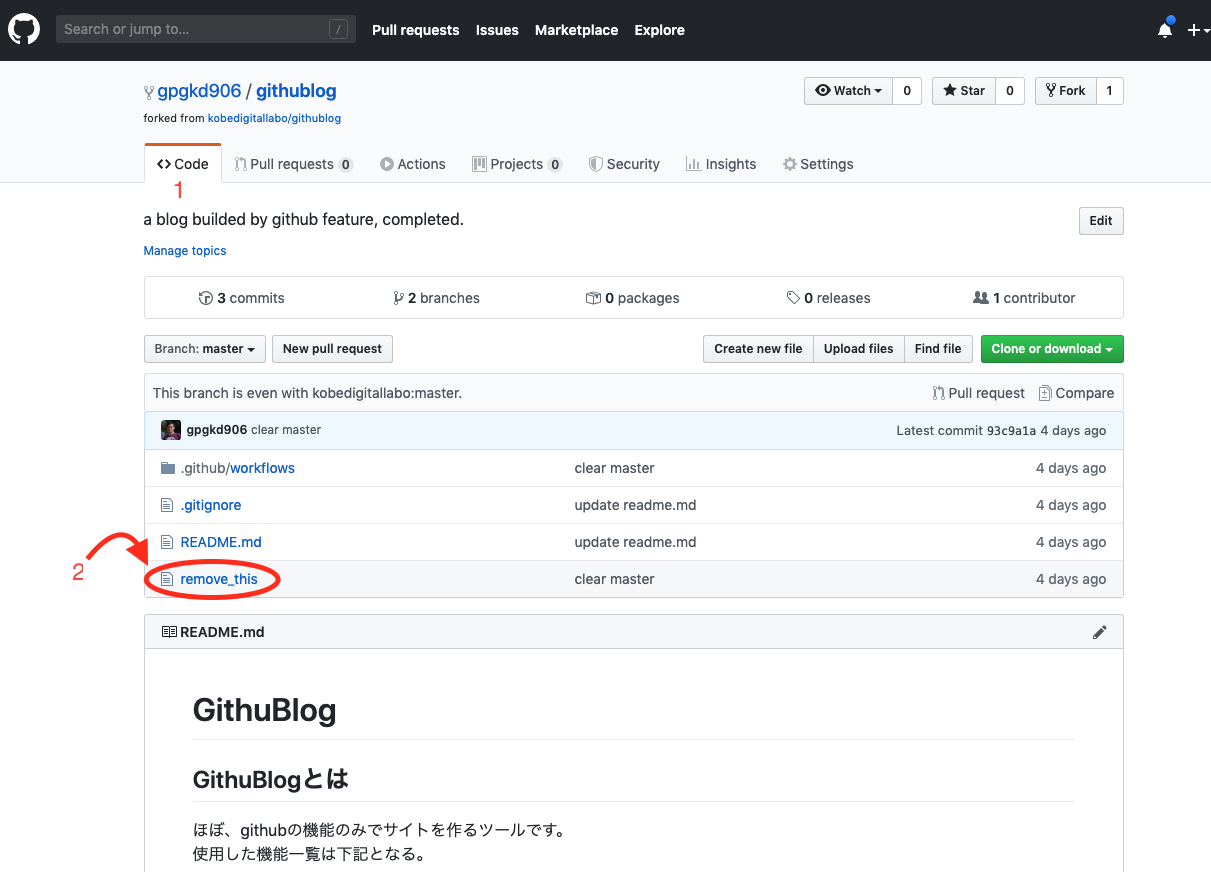 Search or jump to... /
Pull requests Issues Marketplace Explore
gpgkd906 / githublog
Watch 0 Star 0 Fork 1
forked from kobedigitallabo/githublog
Code Pull requests 0 Actions Projects 0 Security Insights Settings
1
a blog builded by github feature, completed.
Edit
Manage topics
3 commits 2 branches 0 packages 0 releases 1 contributor
Branch: master New pull request Create new file Upload files Find file Clone or download
This branch is even with kobedigitallabo:master. Pull request Compare
gpgkd906 clear master Latest commit 93c9a1a 4 days ago
.github/workflows clear master 4 days ago
.gitignore update readme.md 4 days ago
README.md update readme.md 4 days ago
2
remove_this clear master 4 days ago
README.md
GithuBlog
GithuBlogとは
ほぼ、githubの機能のみでサイトを作るツールです。
使用した機能一覧は下記となる。